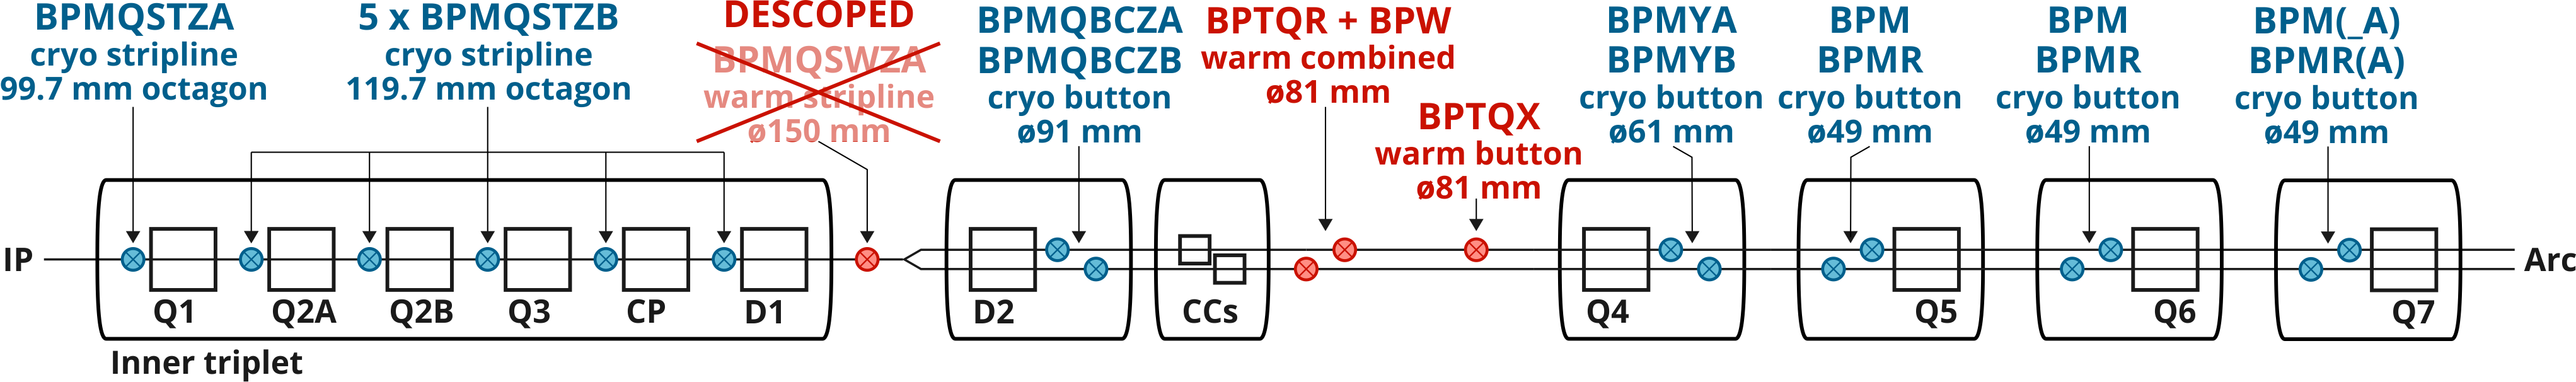 BPMQSTZA
cryo stripline
99.7 mm octagon
5 x BPMQSTZB
cryo stripline
119.7 mm octagon
DESCOPED
BPMQSWZA
warm stripline
ø150 mm
BPMQBCZA
BPMQBCZB
cryo button
ø91 mm
BPTQR + BPW
warm combined
ø81 mm
BPTQX
warm button
ø81 mm
BPMYA
BPMYB
cryo button
ø61 mm
BPM
BPMR
cryo button
ø49 mm
BPM
BPMR
cryo button
ø49 mm
BPM(_A)
BPMR(A)
cryo button
ø49 mm
IP
Arc
Q1
Q2A
Q2B
Q3
CP
D1
D2
CCs
Q4
Q5
Q6
Q7
Inner triplet